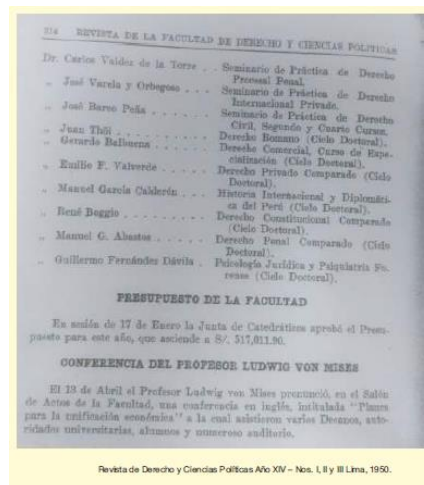 314 REVISTA DE LA FACULTAD DE DERECHO Y CIENCIAS POLITICAS
Dr. Carlos Valdez de la Torre . . Seminario de Práctica de Derecho
Procesal Penal.
„ José Varela y Orbegoso . . . Seminario de Práctica de Derecho
Internacional Privado.
„ José Barco Peña . . . . . Seminario de Práctica de Derecho
Civil, Segundo y Cuarto Cursos.
„ Juan Thöl . . . . . . . . Derecho Romano (Ciclo Doctoral).
„ Gerardo Balbuena . . . . . Derecho Comercial, Curso de Espe-
cialización (Ciclo Doctoral).
„ Emilio F. Valverde . . . . Derecho Privado Comparado (Ciclo
Doctoral).
„ Manuel García Calderón . . . Historia Internacional y Diplomáti-
ca del Perú (Ciclo Doctoral).
„ René Boggio . . . . . . . . Derecho Constitucional Comparado
(Ciclo Doctoral).
„ Manuel G. Abastos . . . . . Derecho Penal Comparado (Ciclo
Doctoral).
„ Guillermo Fernández Dávila . Psicología Jurídica y Psiquiatría Fo-
rense (Ciclo Doctoral).
PRESUPUESTO DE LA FACULTAD
En sesión de 17 de Enero la Junta de Catedráticos aprobó el Presu-
puesto para este año, que asciende a S/. 517,011.90.
CONFERENCIA DEL PROFESOR LUDWIG VON MISES
El 13 de Abril el Profesor Ludwig von Mises pronunció, en el Salón
de Actos de la Facultad, una conferencia en inglés, intitulada "Planes
para la unificación económica" a la cual asistieron varios Decanos, auto-
ridades universitarias, alumnos y numeroso auditorio.
Revista de Derecho y Ciencias Políticas Año XIV – Nos. I, II y III Lima, 1950.